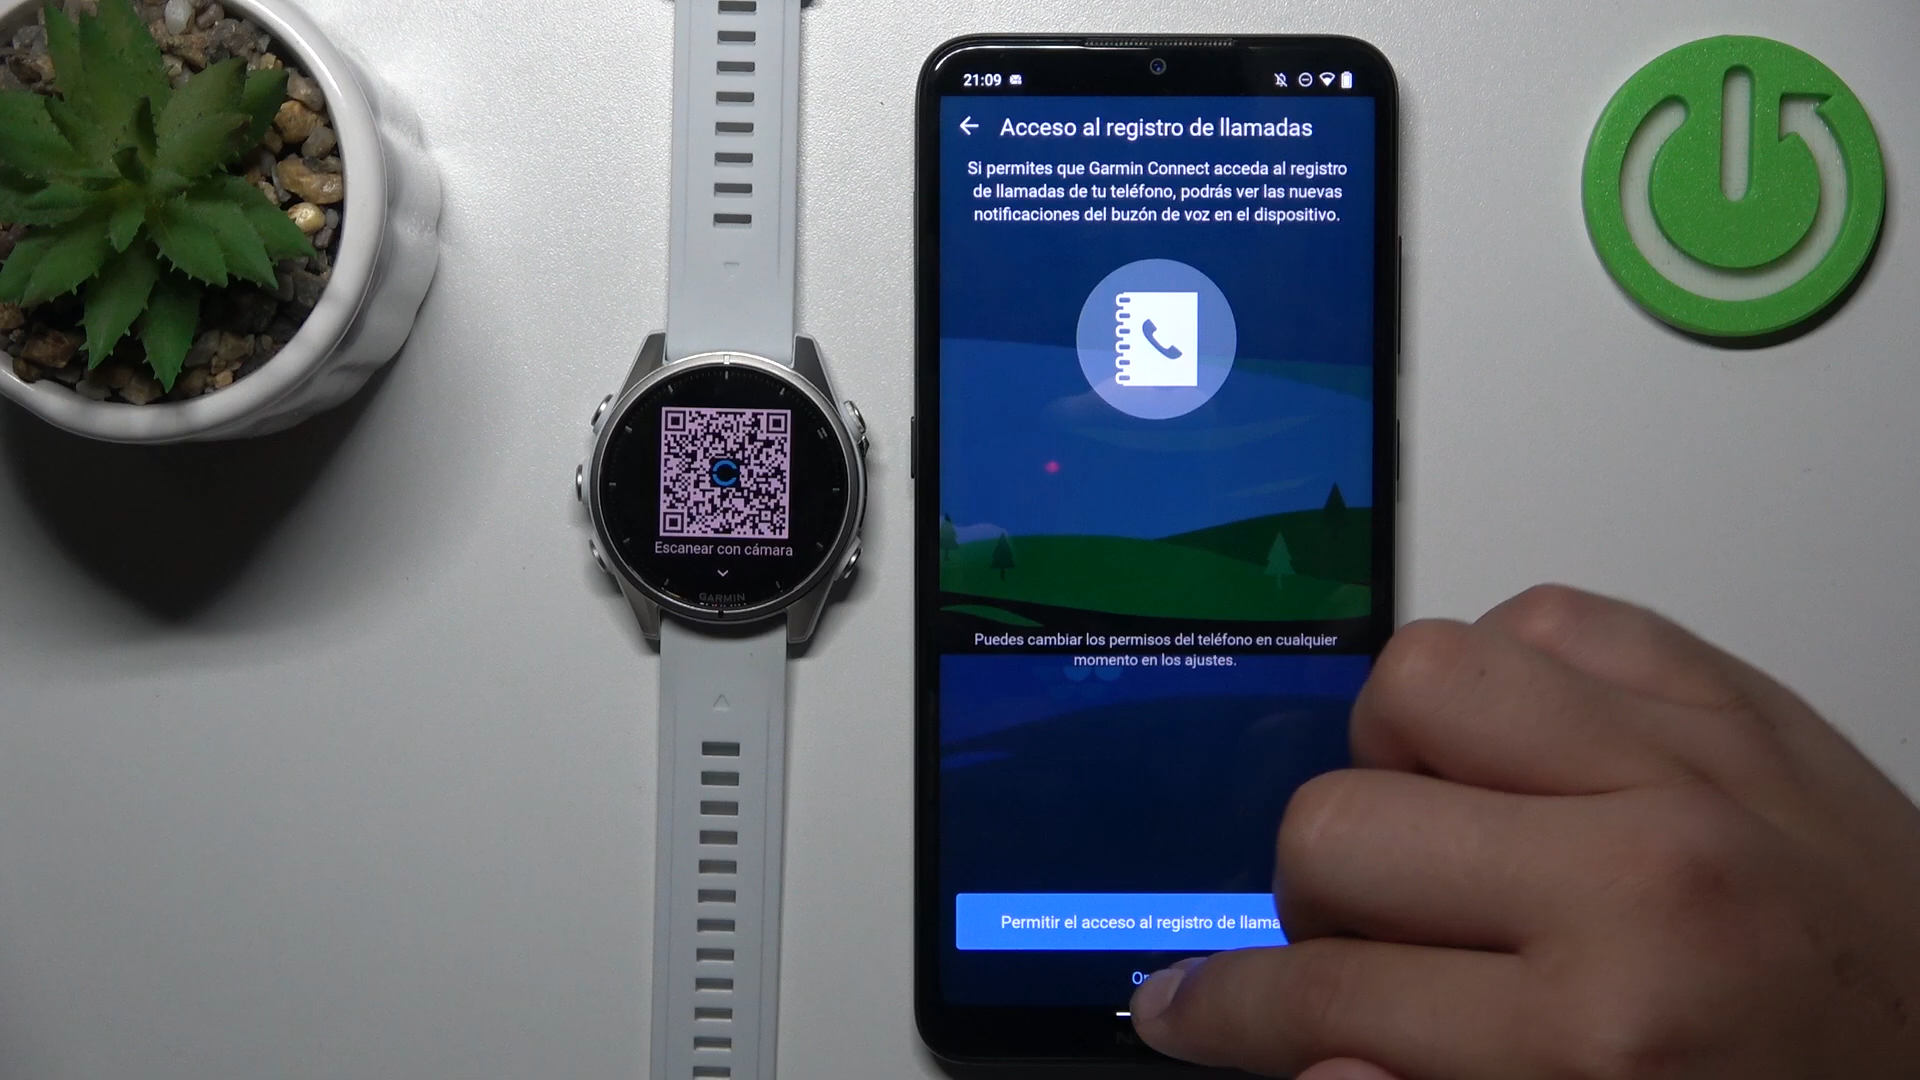 21:09
Acceso al registro de llamadas
Si permites que Garmin Connect acceda al registro
de llamadas de tu teléfono, podrás ver las nuevas
notificaciones del buzón de voz en el dispositivo.
Escanear con cámara
GARMIN
Puedes cambiar los permisos del teléfono en cualquier
momento en los ajustes.
Permitir el acceso al registro de